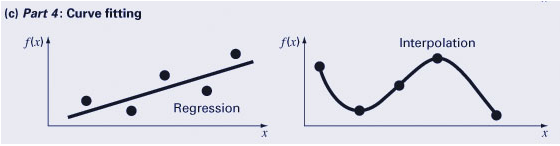 (c) Part 4: Curve fitting
f(x)
Regression
x
f(x)
Interpolation
x